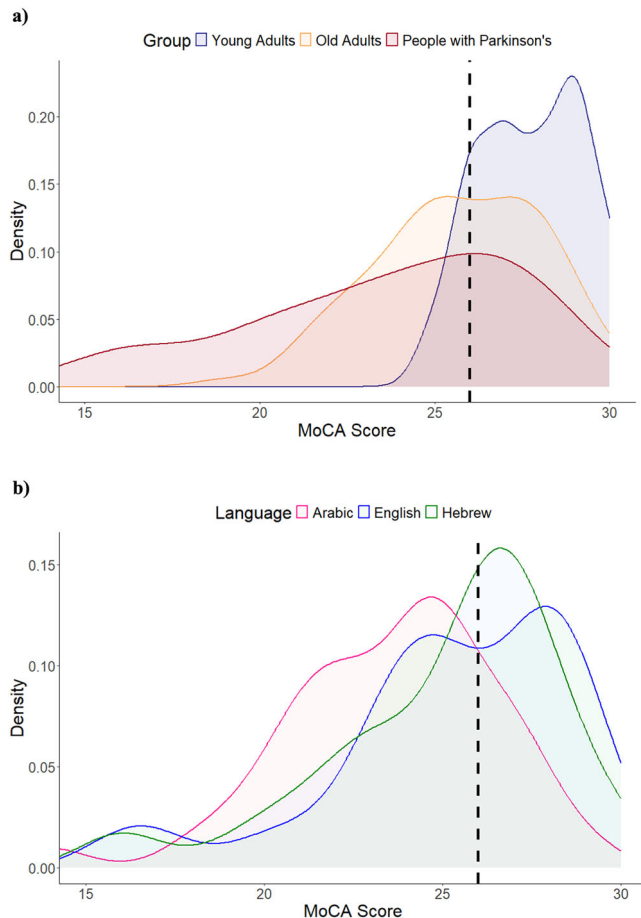 a)
Group Young Adults Old Adults People with Parkinson's
0.20
0.15
0.10
0.05
0.00
Density
15 20 25 30
MoCA Score
b)
Language Arabic English Hebrew
0.15
0.10
0.05
0.00
Density
15 20 25 30
MoCA Score